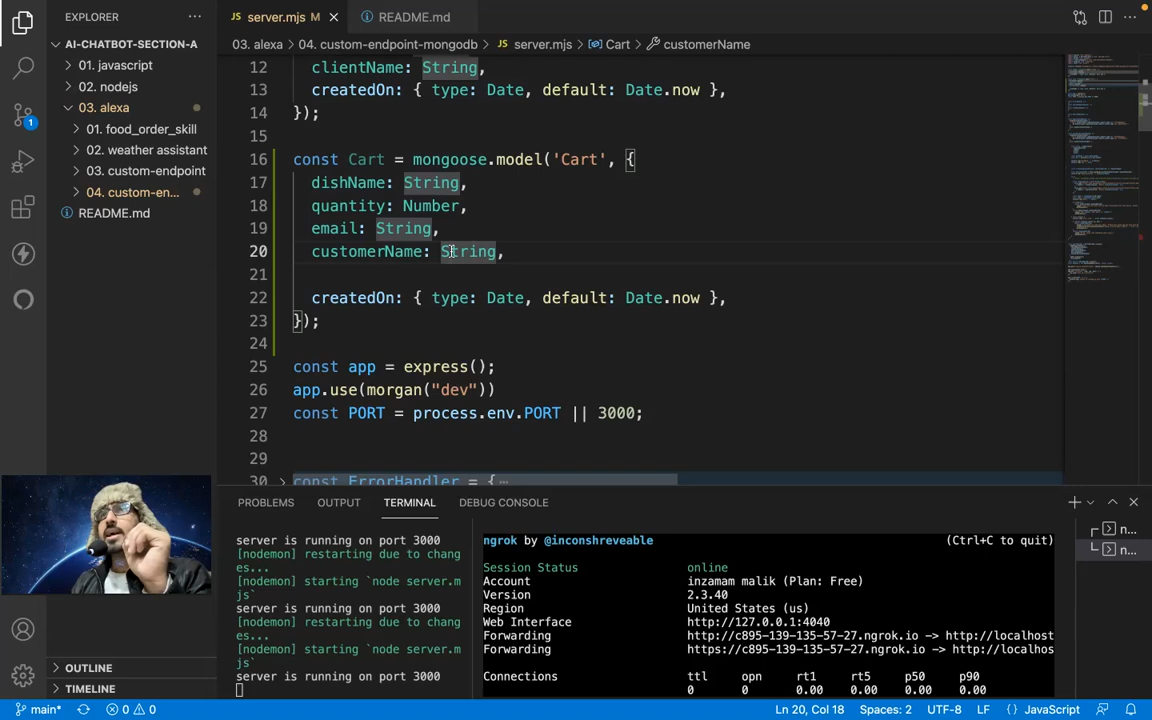 EXPLORER
AI-CHATBOT-SECTION-A
01. javascript
02. nodejs
03. alexa
01. food_order_skill
02. weather assistant
03. custom-endpoint
04. custom-en...
README.md
OUTLINE
TIMELINE
server.mjs M
README.md
03. alexa > 04. custom-endpoint-mongodb > JS server.mjs > Cart > customerName
12 clientName: String,
13 createdOn: { type: Date, default: Date.now },
14 });
15
16 const Cart = mongoose.model('Cart', {
17 dishName: String,
18 quantity: Number,
19 email: String,
20 customerName: String,
21
22 createdOn: { type: Date, default: Date.now },
23 });
24
25 const app = express();
26 app.use(morgan("dev"))
27 const PORT = process.env.PORT || 3000;
28
29
30 const ErrorHandler = {
PROBLEMS OUTPUT TERMINAL DEBUG CONSOLE
server is running on port 3000
[nodemon] restarting due to chang
es...
[nodemon] starting `node server.m
js`
server is running on port 3000
[nodemon] restarting due to chang
es...
[nodemon] starting `node server.m
js`
server is running on port 3000
ngrok by @inconshreveable (Ctrl+C to quit)
Session Status online
Account inzamam malik (Plan: Free)
Version 2.3.40
Region United States (us)
Web Interface http://127.0.0.1:4040
Forwarding http://c895-139-135-57-27.ngrok.io -> http://localhost
Forwarding https://c895-139-135-57-27.ngrok.io -> http://localhos
Connections ttl opn rt1 rt5 p50 p90
0 0 0.00 0.00 0.00 0.00
n...
n...
1
main* 0 0 Ln 20, Col 18 Spaces: 2 UTF-8 LF {} JavaScript